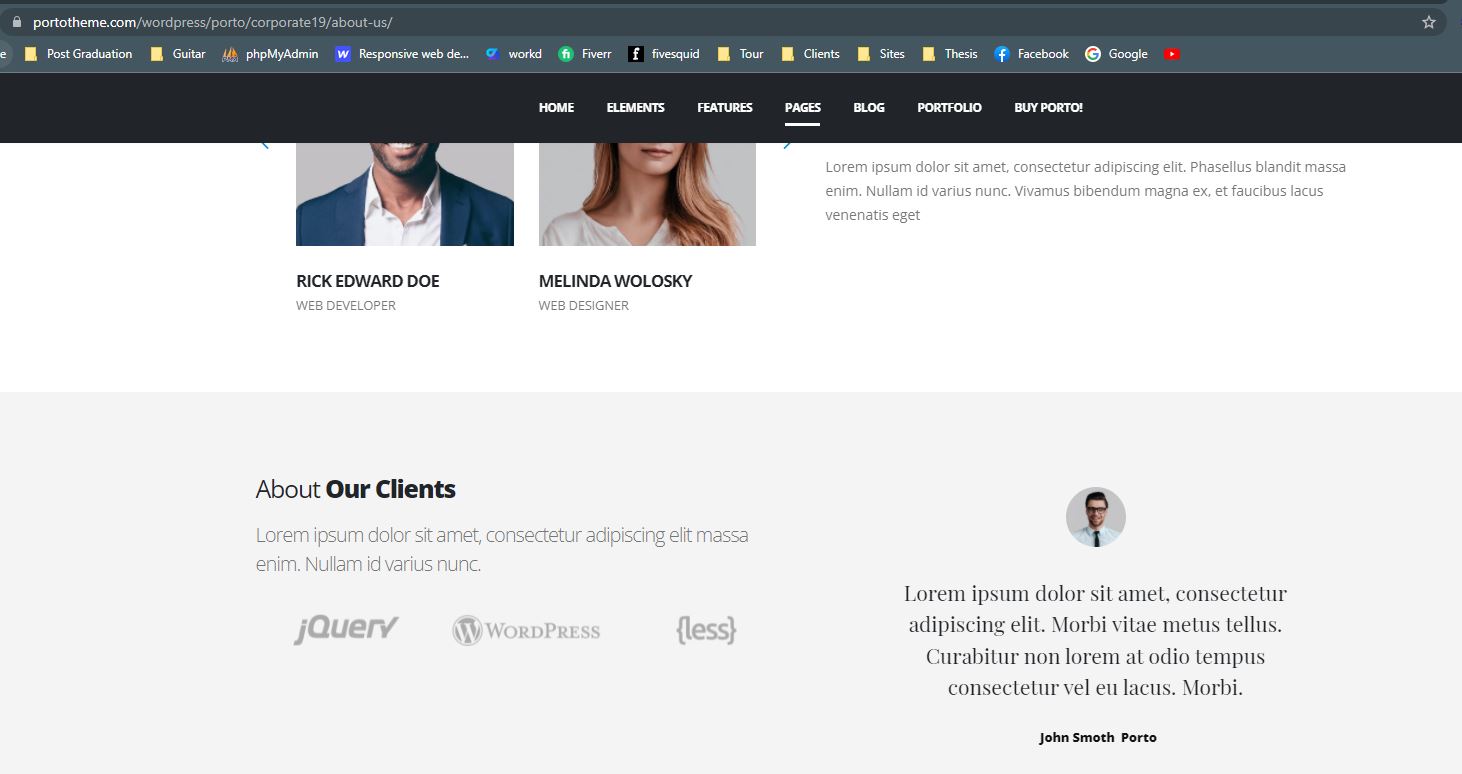 portotheme.com/wordpress/porto/corporate19/about-us/
e Post Graduation Guitar phpMyAdmin Responsive web de... workd Fiverr fivesquid Tour Clients Sites Thesis Facebook Google
HOME ELEMENTS FEATURES PAGES BLOG PORTFOLIO BUY PORTO!
RICK EDWARD DOE
WEB DEVELOPER
MELINDA WOLOSKY
WEB DESIGNER
Lorem ipsum dolor sit amet, consectetur adipiscing elit. Phasellus blandit massa
enim. Nullam id varius nunc. Vivamus bibendum magna ex, et faucibus lacus
venenatis eget
About Our Clients
Lorem ipsum dolor sit amet, consectetur adipiscing elit massa
enim. Nullam id varius nunc.
jQuery WORDPRESS {less}
Lorem ipsum dolor sit amet, consectetur
adipiscing elit. Morbi vitae metus tellus.
Curabitur non lorem at odio tempus
consectetur vel eu lacus. Morbi.
John Smoth Porto